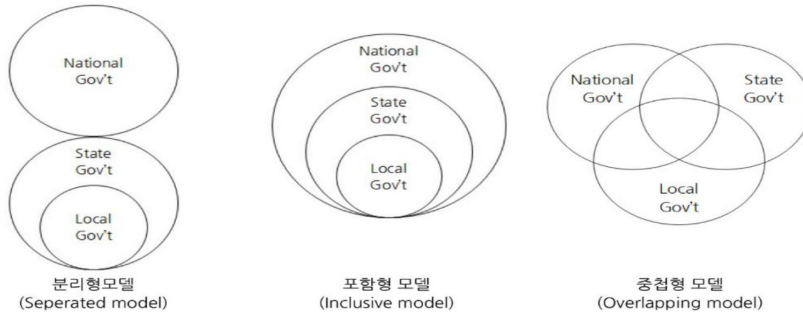 National
Gov't
State
Gov't
Local
Gov't
분리형모델
(Seperated model)
National
Gov't
State
Gov't
Local
Gov't
포함형 모델
(Inclusive model)
National
Gov't
State
Gov't
Local
Gov't
중첩형 모델
(Overlapping model)